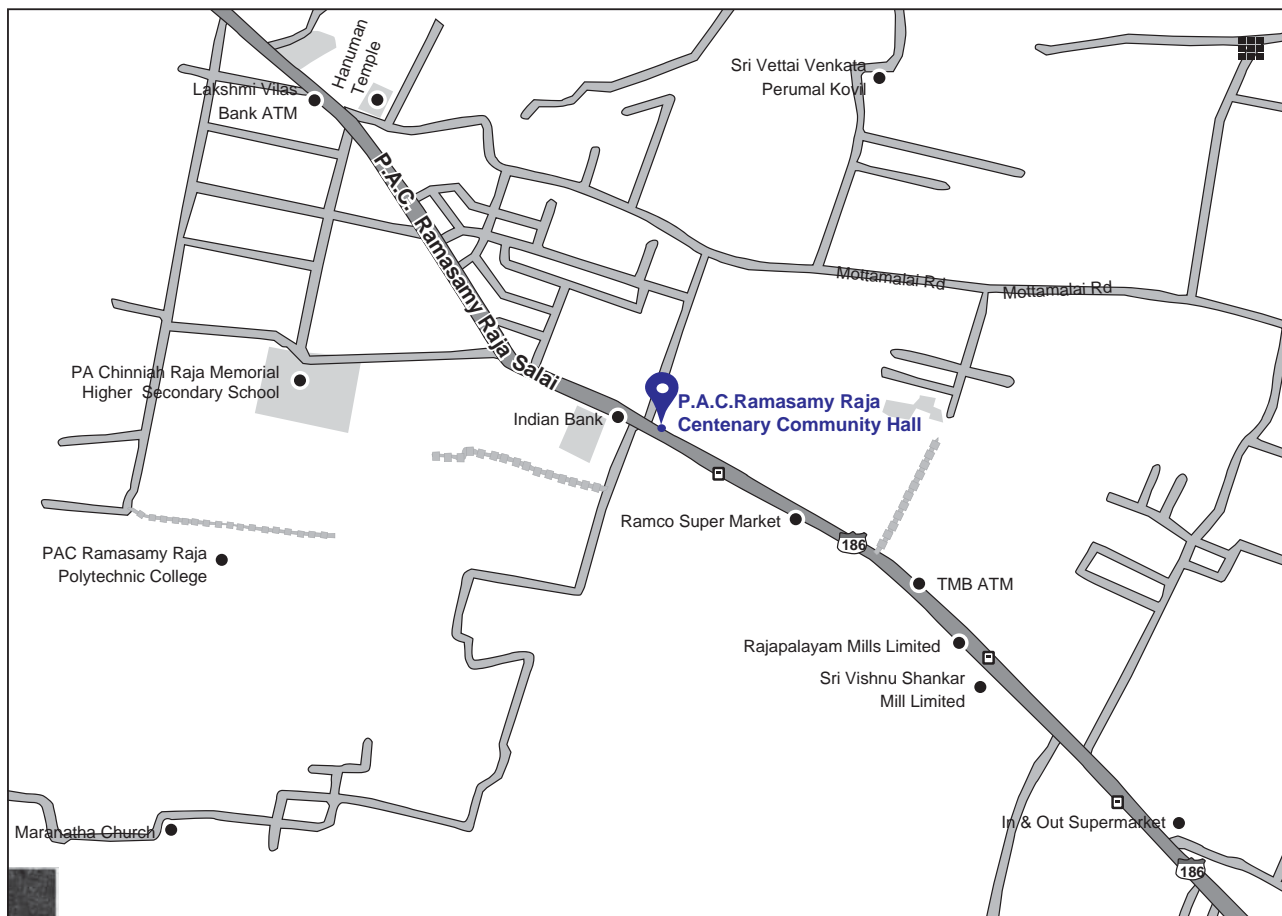 Hanuman
Temple
Lakshmi Vilas
Bank ATM
Sri Vettai Venkata
Perumal Kovil
P.A.C. Ramasamy Raja Salai
Mottamalai Rd
Mottamalai Rd
PA Chinniah Raja Memorial
Higher Secondary School
Indian Bank
P.A.C.Ramasamy Raja
Centenary Community Hall
Ramco Super Market
186
PAC Ramasamy Raja
Polytechnic College
TMB ATM
Rajapalayam Mills Limited
Sri Vishnu Shankar
Mill Limited
Maranatha Church
In & Out Supermarket
186